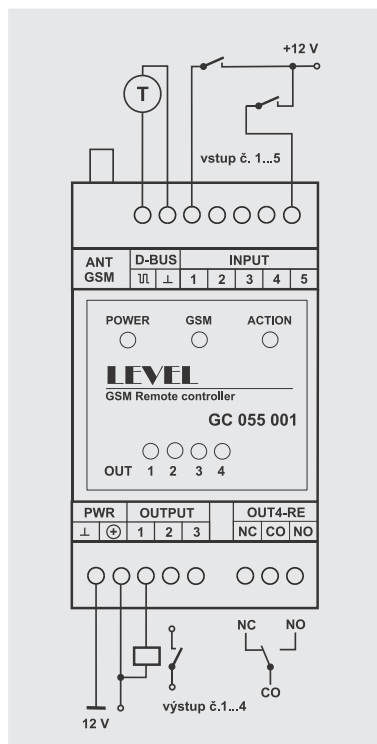 +12 V
T
vstup č. 1...5
ANT GSM
D-BUS
INPUT
⊥ 1 2 3 4 5
POWER GSM ACTION
LEVEL
GSM Remote controller
GC 055 001
OUT 1 2 3 4
PWR OUTPUT OUT4-RE
⊥ + 1 2 3 NC CO NO
NC NO
výstup č.1...4
CO
12 V